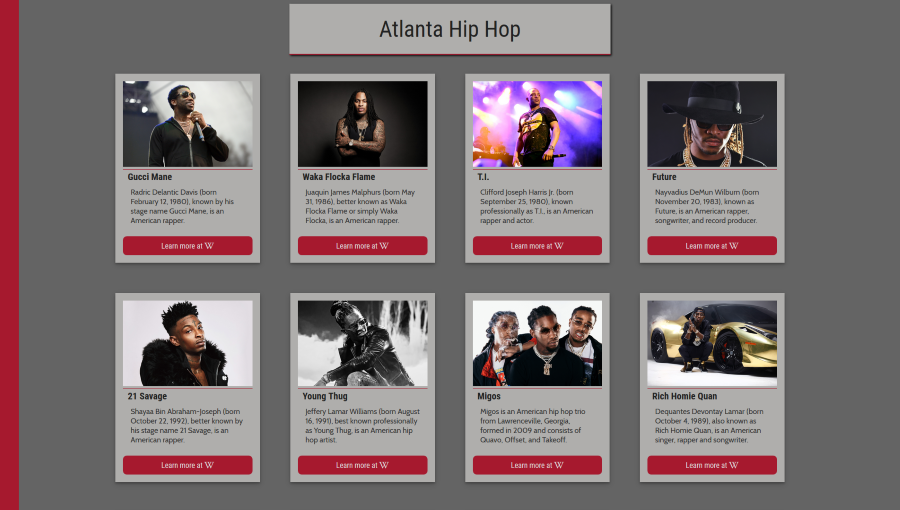 Atlanta Hip Hop
Gucci Mane
Radric Delantic Davis (born
February 12, 1980), known by his
stage name Gucci Mane, is an
American rapper.
Learn more at W
Waka Flocka Flame
Juaquin James Malphurs (born May
31, 1986), better known as Waka
Flocka Flame or simply Waka
Flocka, is an American rapper.
Learn more at W
T.I.
Clifford Joseph Harris Jr. (born
September 25, 1980), known
professionally as T.I., is an American
rapper and actor.
Learn more at W
Future
Nayvadius DeMun Wilburn (born
November 20, 1983), known as
Future, is an American rapper,
songwriter, and record producer.
Learn more at W
21 Savage
Shayaa Bin Abraham-Joseph (born
October 22, 1992), better known by
his stage name 21 Savage, is an
American rapper.
Learn more at W
Young Thug
Jeffery Lamar Williams (born August
16, 1991), best known professionally
as Young Thug, is an American hip
hop artist.
Learn more at W
Migos
Migos is an American hip hop trio
from Lawrenceville, Georgia,
formed in 2009 and consists of
Quavo, Offset, and Takeoff.
Learn more at W
Rich Homie Quan
Dequantes Devontay Lamar (born
October 4, 1989), also known as
Rich Homie Quan, is an American
singer, rapper and songwriter.
Learn more at W